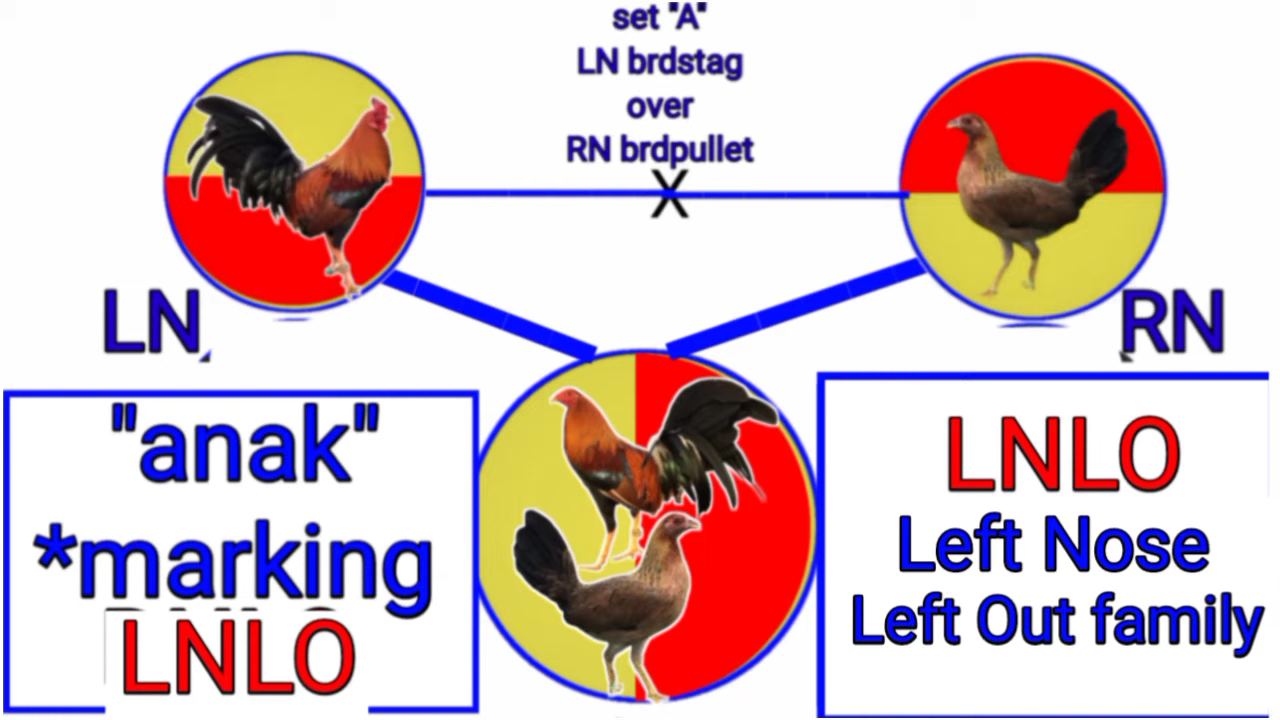 set "A"
LN brdstag
over
RN brdpullet
X
LN
RN
"anak"
*marking
LNLO
LNLO
Left Nose
Left Out family